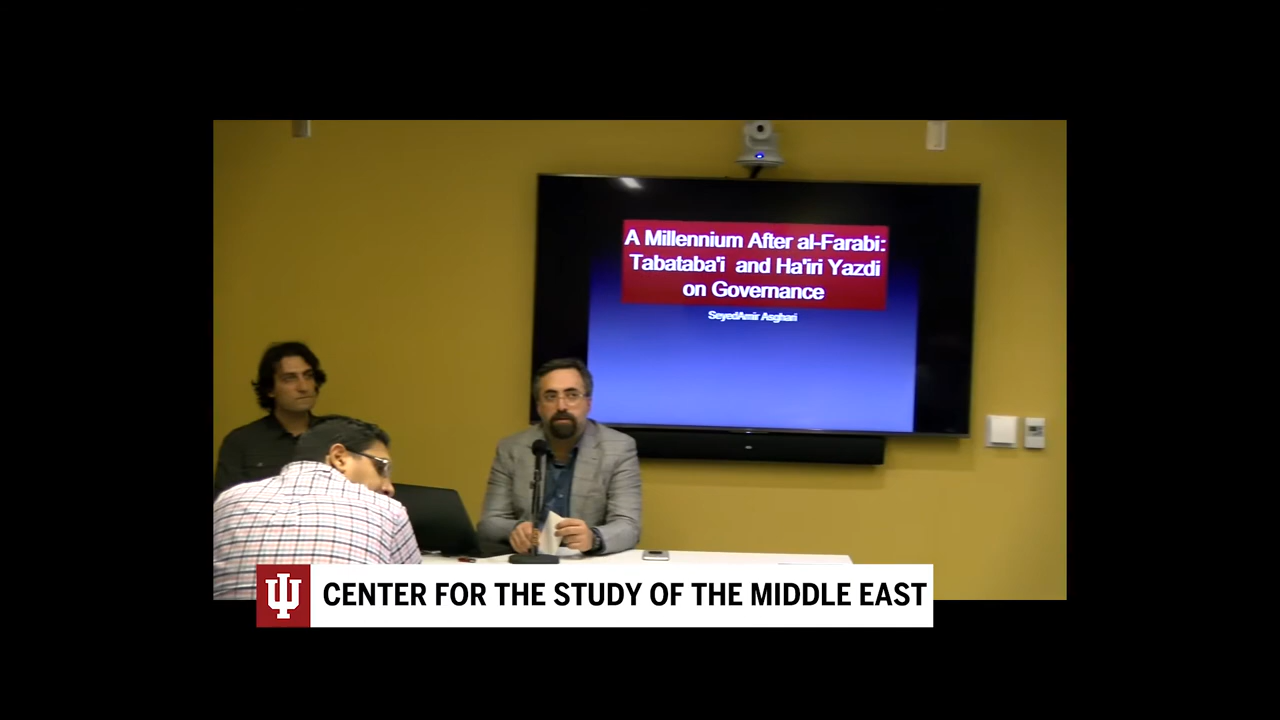 A Millennium After al-Farabi:
Tabataba'i and Ha'iri Yazdi
on Governance
SeyedAmir Asghari
CENTER FOR THE STUDY OF THE MIDDLE EAST